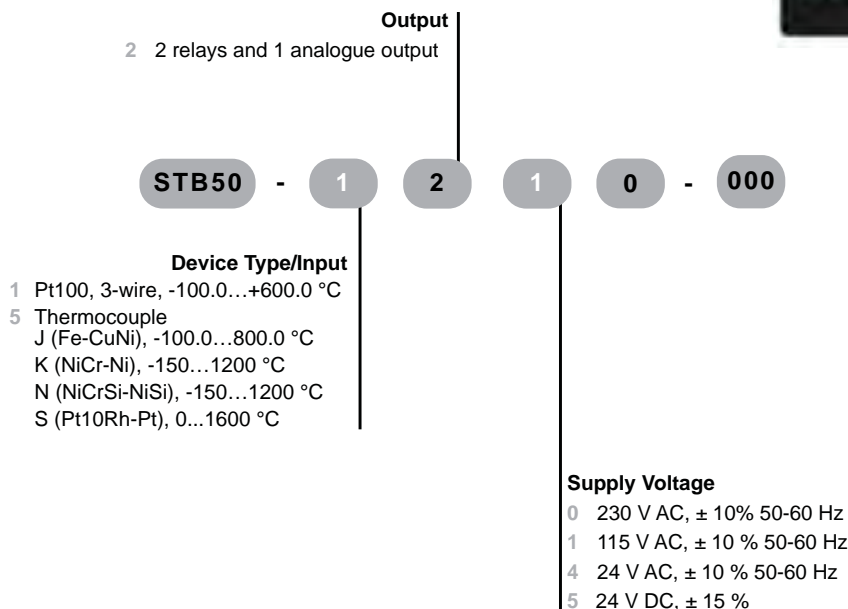 Output
2 2 relays and 1 analogue output
STB50 - 1 2 1 0 - 000
Device Type/Input
1 Pt100, 3-wire, -100.0…+600.0 °C
5 Thermocouple
J (Fe-CuNi), -100.0…800.0 °C
K (NiCr-Ni), -150…1200 °C
N (NiCrSi-NiSi), -150…1200 °C
S (Pt10Rh-Pt), 0...1600 °C
Supply Voltage
0 230 V AC, ± 10% 50-60 Hz
1 115 V AC, ± 10 % 50-60 Hz
4 24 V AC, ± 10 % 50-60 Hz
5 24 V DC, ± 15 %